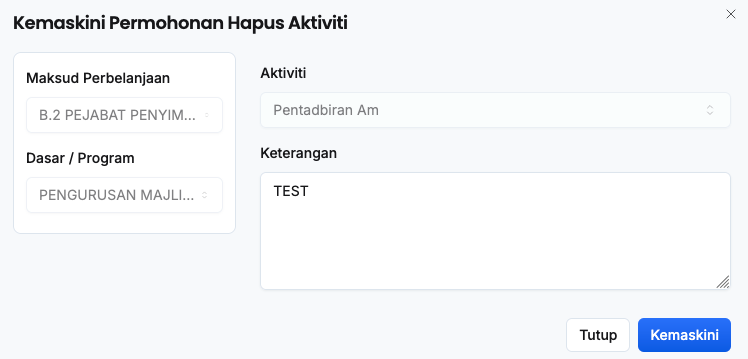 Kemaskini Permohonan Hapus Aktiviti
Maksud Perbelanjaan
B.2 PEJABAT PENYIM...
Dasar / Program
PENGURUSAN MAJLI...
Aktiviti
Pentadbiran Am
Keterangan
TEST
Tutup
Kemaskini